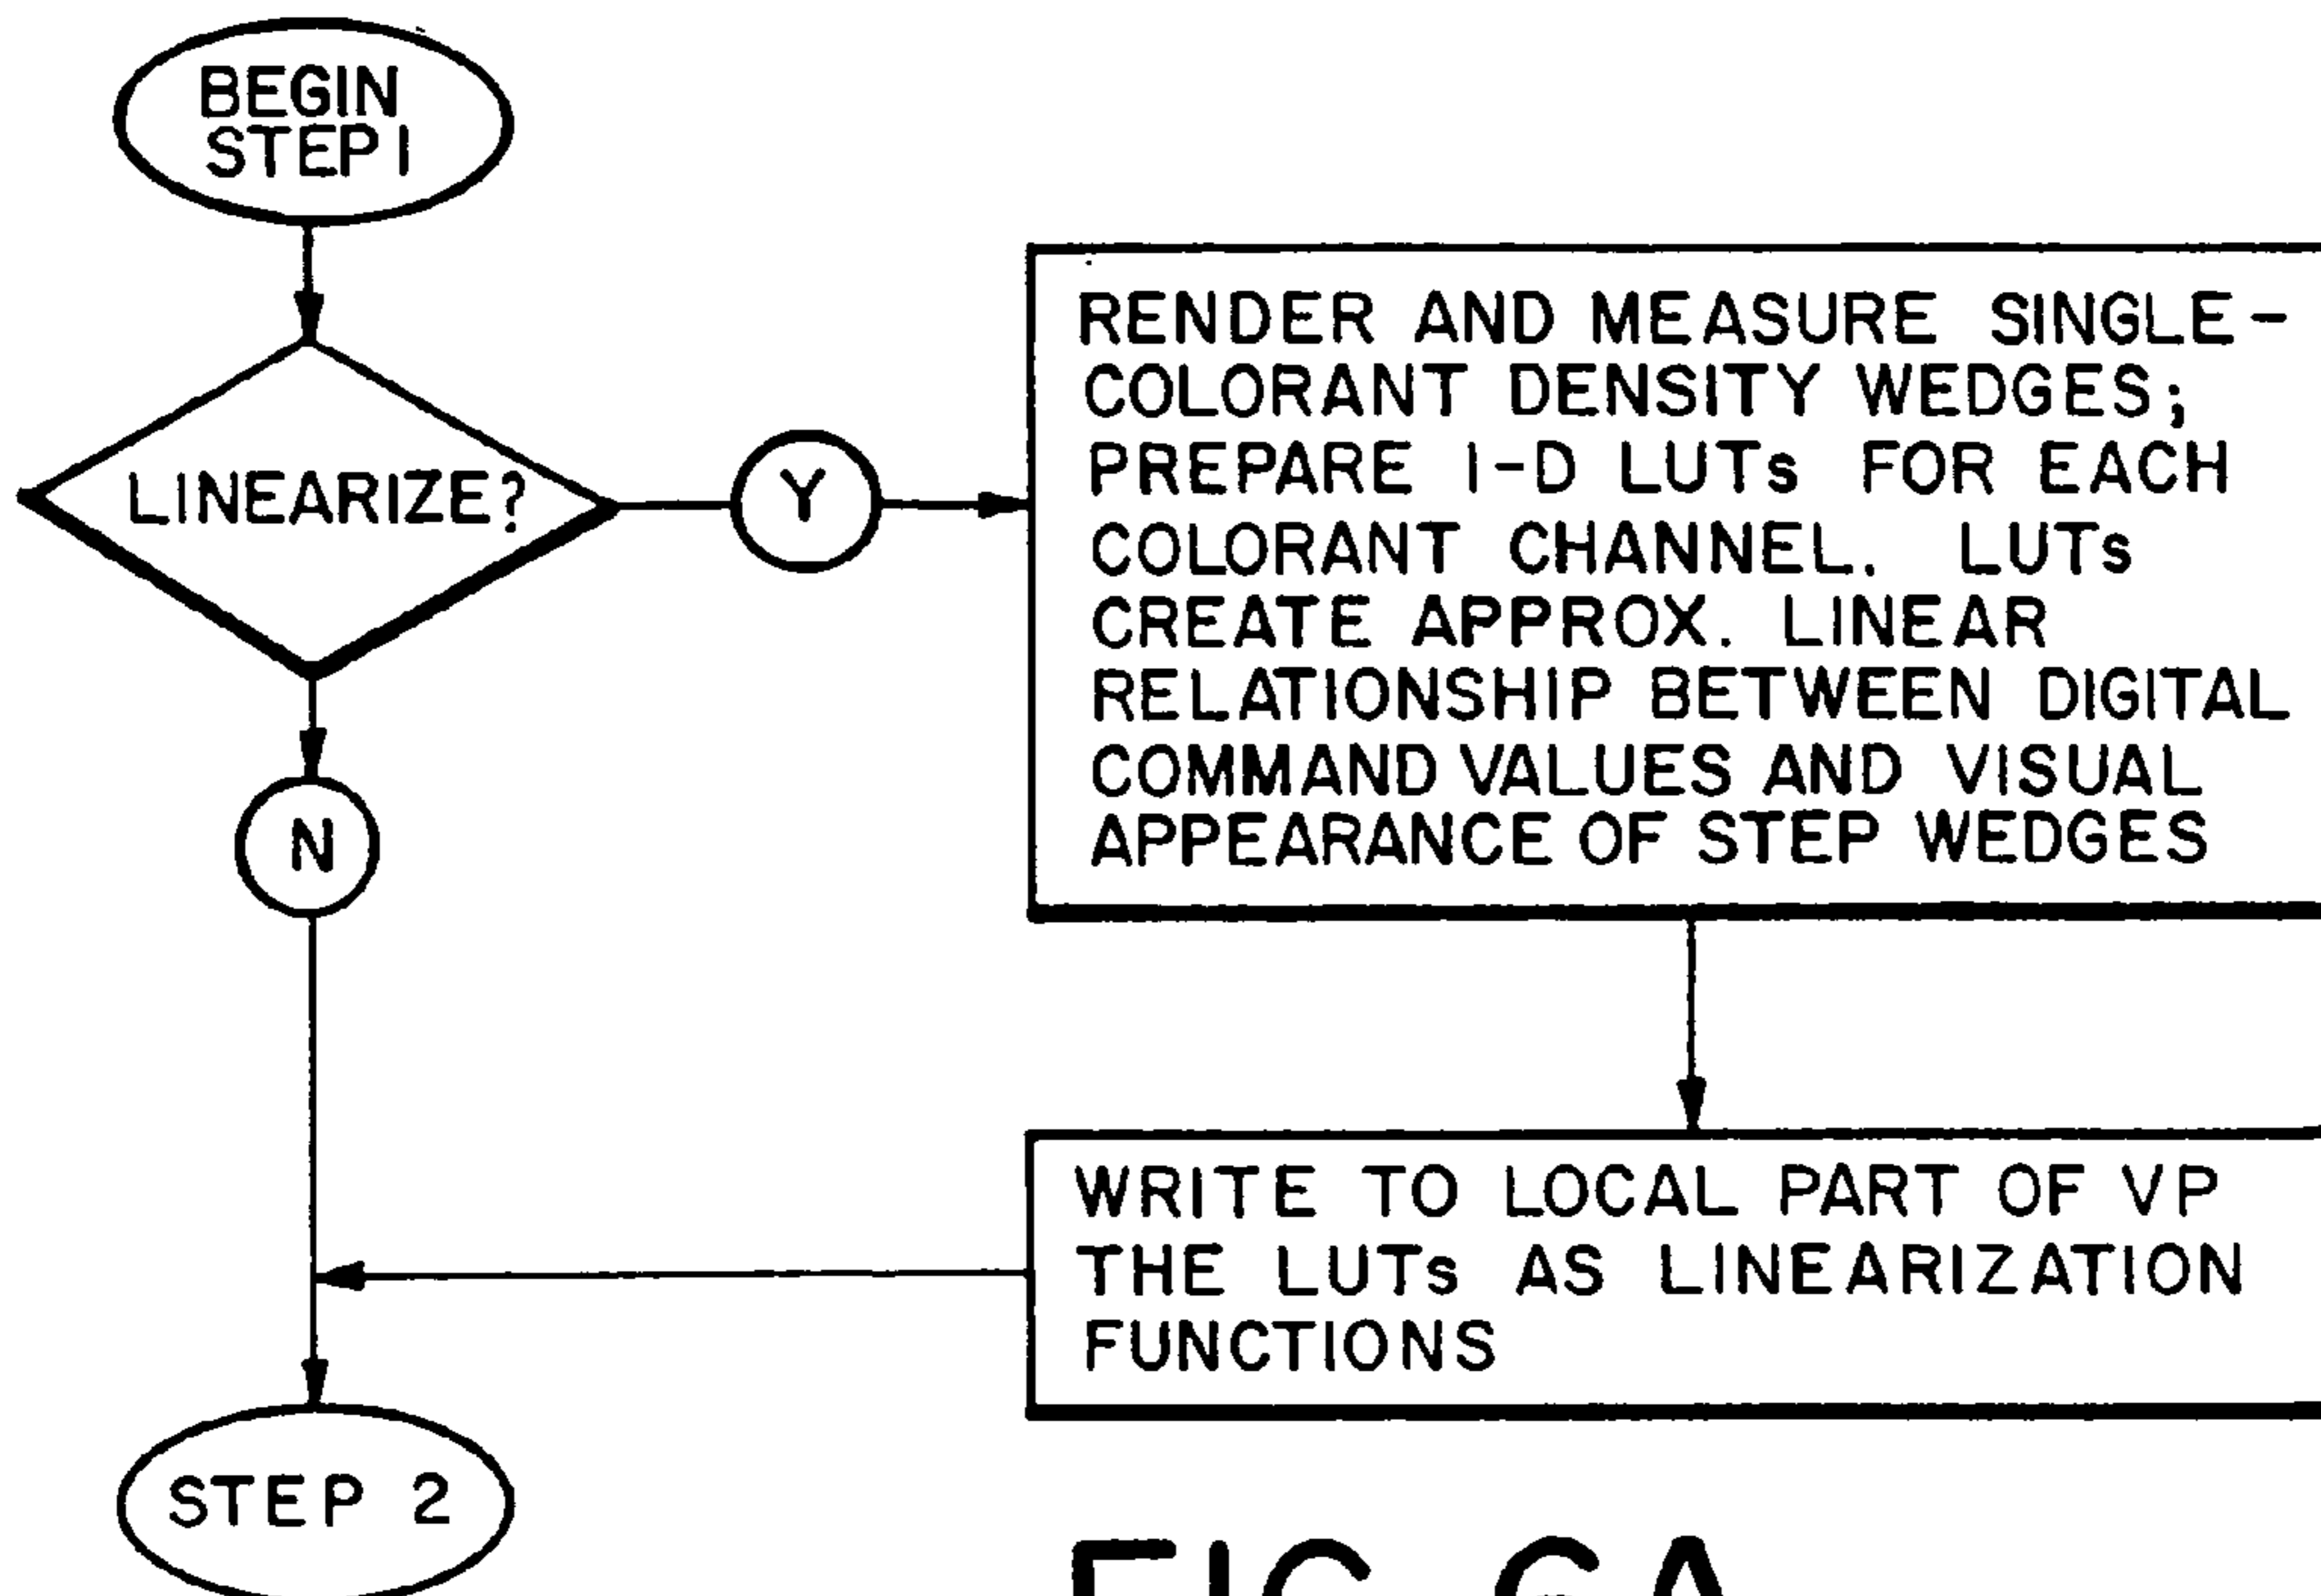 BEGIN
STEP 1
LINEARIZE?
Y
RENDER AND MEASURE SINGLE-
COLORANT DENSITY WEDGES;
PREPARE 1-D LUTs FOR EACH
COLORANT CHANNEL. LUTs
CREATE APPROX. LINEAR
RELATIONSHIP BETWEEN DIGITAL
COMMAND VALUES AND VISUAL
APPEARANCE OF STEP WEDGES
N
WRITE TO LOCAL PART OF VP
THE LUTs AS LINEARIZATION
FUNCTIONS
STEP 2
FIG. 6A